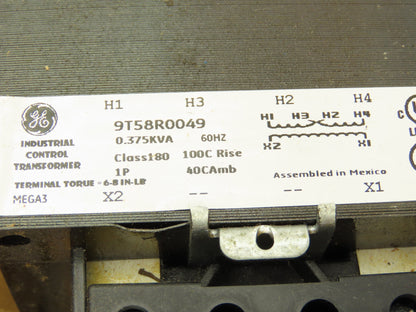 H1 H3 H2 H4
GE
9T58R0049
INDUSTRIAL
CONTROL
TRANSFORMER
0.375KVA 60HZ
Class180 100C Rise
1P 40CAmb
H1 H3 H2 H4
X2 X1
Assembled in Mexico
TERMINAL TORUE - 6-8 IN-LB
MEGA3 X2 -- -- X1